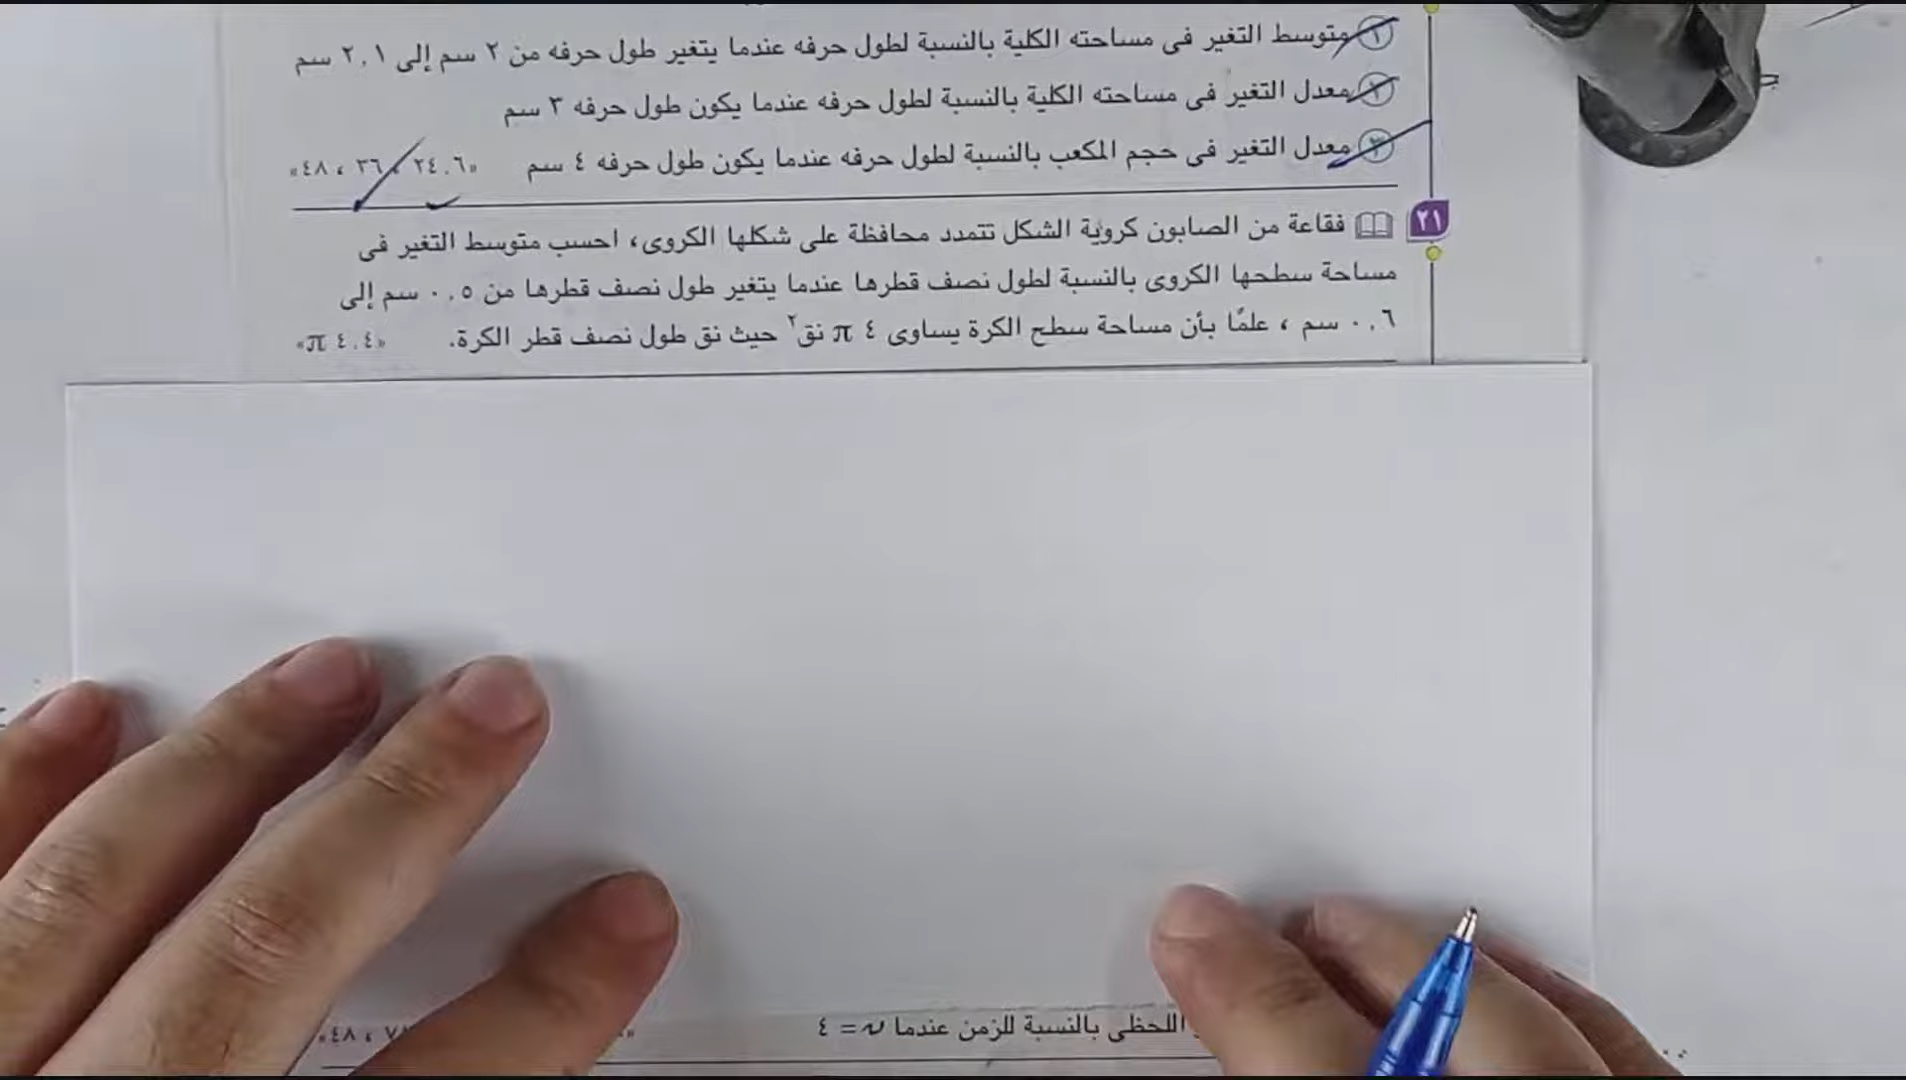 ١ متوسط التغير فى مساحته الكلية بالنسبة لطول حرفه عندما يتغير طول حرفه من ٢ سم إلى ٢,١ سم
٢ معدل التغير فى مساحته الكلية بالنسبة لطول حرفه عندما يكون طول حرفه ٣ سم
٣ معدل التغير فى حجم المكعب بالنسبة لطول حرفه عندما يكون طول حرفه ٤ سم «٢٤,٦ ، ٣٦ ، ٤٨»
٢١ فقاعة من الصابون كروية الشكل تتمدد محافظة على شكلها الكروى، احسب متوسط التغير فى
مساحة سطحها الكروى بالنسبة لطول نصف قطرها عندما يتغير طول نصف قطرها من ٠,٥ سم إلى
٠,٦ سم ، علمًا بأن مساحة سطح الكرة يساوى ٤ π نق٢ حيث نق طول نصف قطر الكرة. «٤,٤ π»
اللحظى بالنسبة للزمن عندما ن = ٤ ، ٤٨»